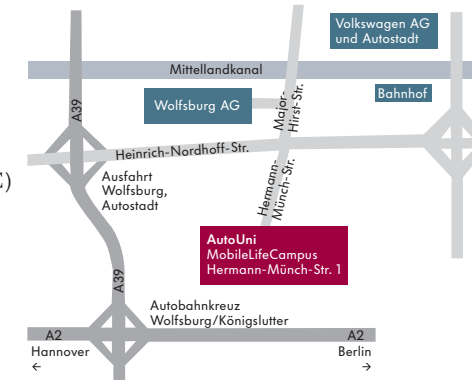 Volkswagen AG
und Autostadt
Mittellandkanal
Bahnhof
Wolfsburg AG
Major-
Hirst-Str.
A39
Heinrich-Nordhoff-Str.
Ausfahrt
Wolfsburg,
Autostadt
Hermann-
Münch-Str.
AutoUni
MobileLifeCampus
Hermann-Münch-Str. 1
A39
Autobahnkreuz
Wolfsburg/Königslutter
A2
A2
Hannover
←
Berlin
→